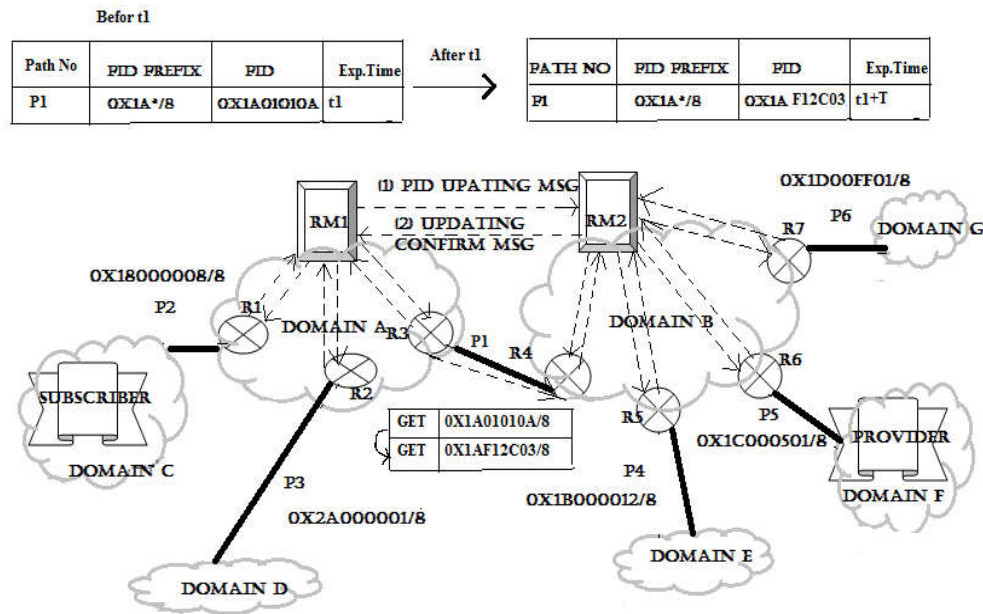 Befor t1
Path No PID PREFIX PID Exp.Time
P1 0X1A*/8 0X1A01010A t1
After t1
PATH NO PID PREFIX PID Exp.Time
P1 0X1A*/8 0X1A F12C03 t1+T
(1) PID UPATING MSG
(2) UPDATING
CONFIRM MSG
RM1
RM2
0X1D00FF01/8
P6
R7
DOMAIN G
0X18000008/8
P2
R1
DOMAIN A
R3
P1
R4
DOMAIN B
R6
R2
R5
P5
0X1C000501/8
SUBSCRIBER
DOMAIN C
GET 0X1A01010A/8
GET 0X1AF12C03/8
PROVIDER
DOMAIN F
P3
0X2A000001/8
P4
0X1B000012/8
DOMAIN D
DOMAIN E